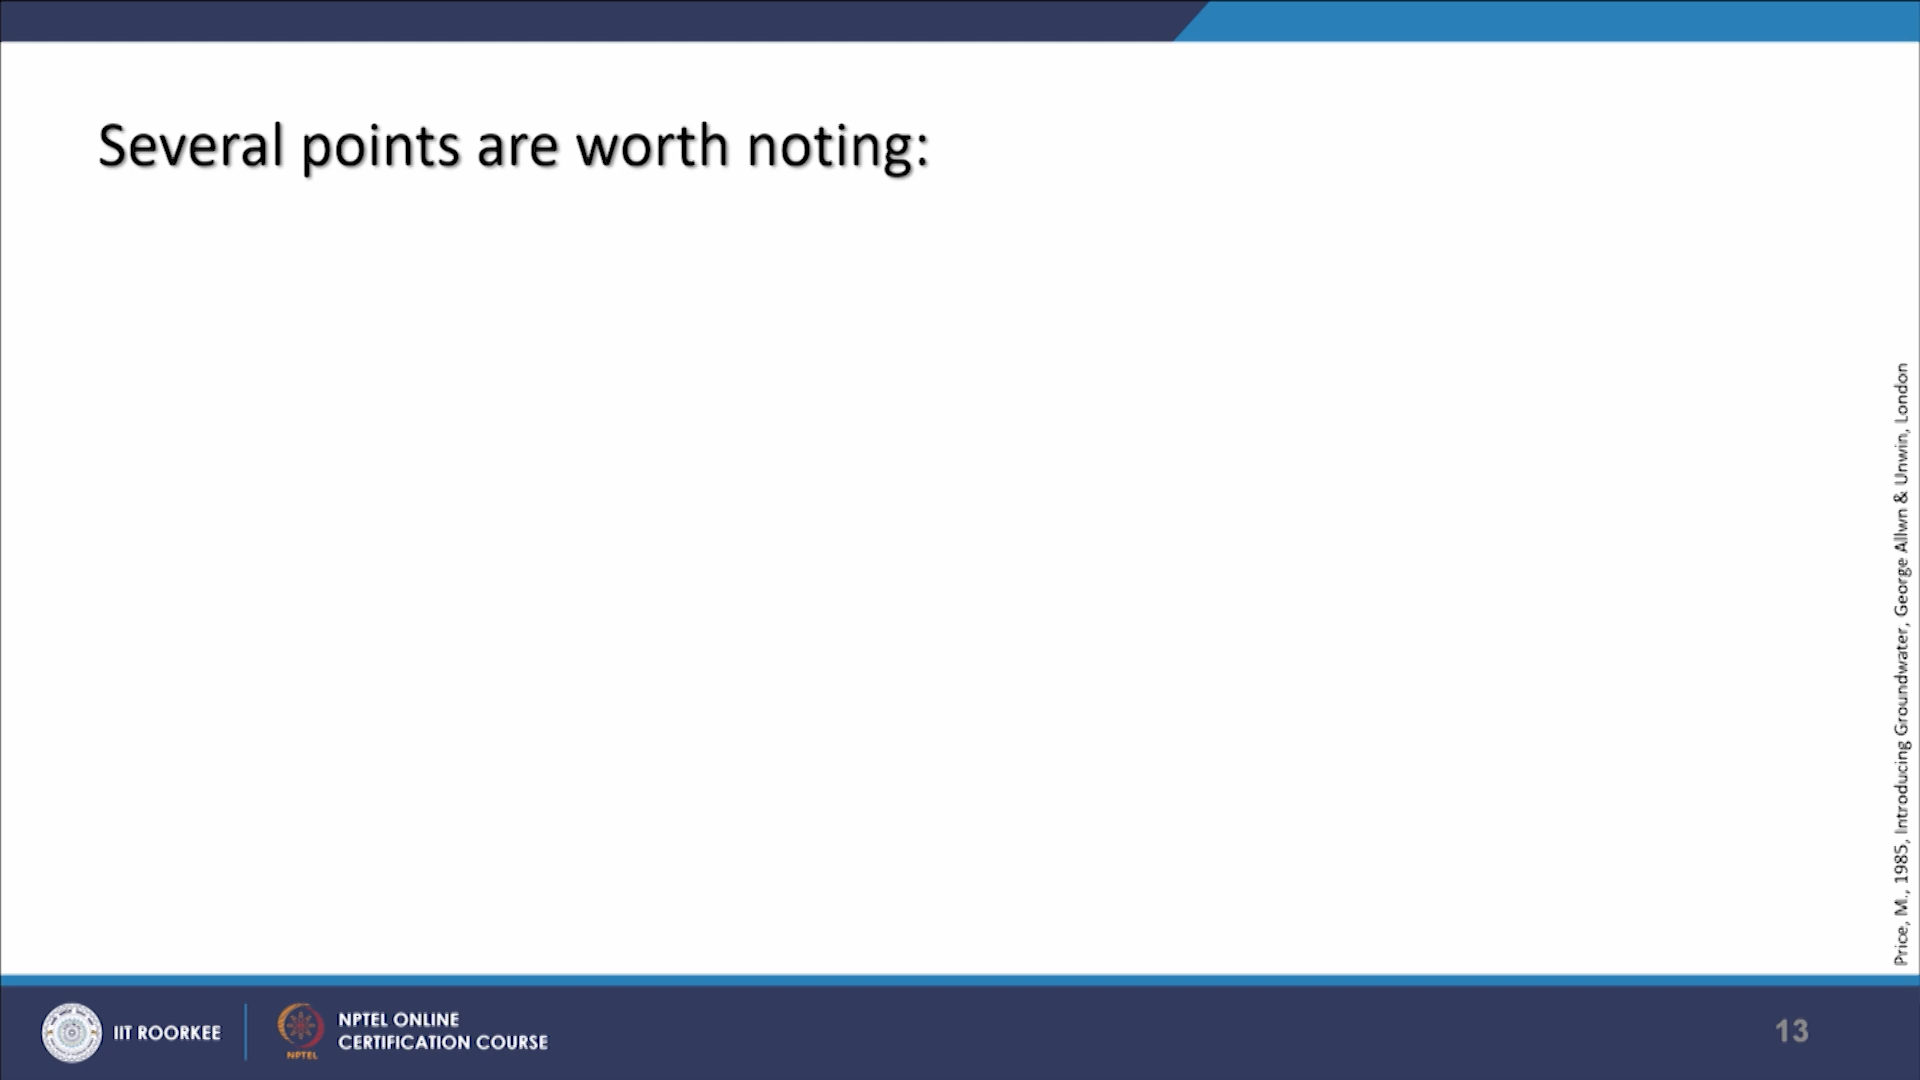 Several points are worth noting:
Price, M., 1985, Introducing Groundwater, George Allwn & Unwin, London
IIT ROORKEE
NPTEL
NPTEL ONLINE
CERTIFICATION COURSE
13